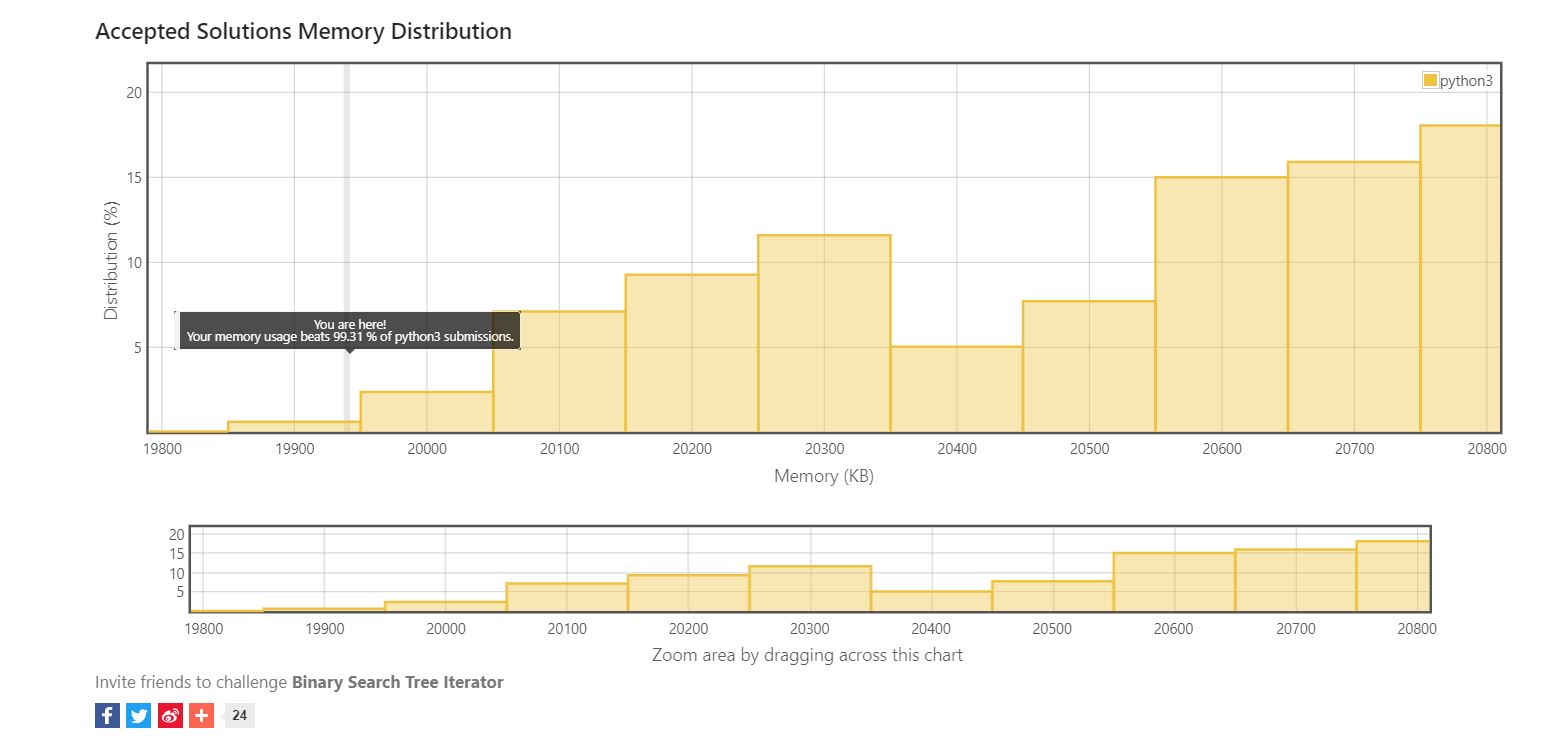 Accepted Solutions Memory Distribution
python3
20
15
10
5
Distribution (%)
You are here!
Your memory usage beats 99.31 % of python3 submissions.
19800 19900 20000 20100 20200 20300 20400 20500 20600 20700 20800
Memory (KB)
20
15
10
5
19800 19900 20000 20100 20200 20300 20400 20500 20600 20700 20800
Zoom area by dragging across this chart
Invite friends to challenge Binary Search Tree Iterator
24